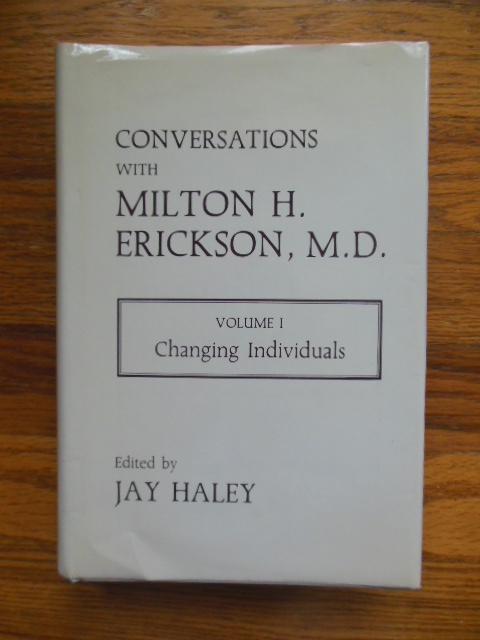 CONVERSATIONS
WITH
MILTON H.
ERICKSON, M.D.
VOLUME I
Changing Individuals
Edited by
JAY HALEY